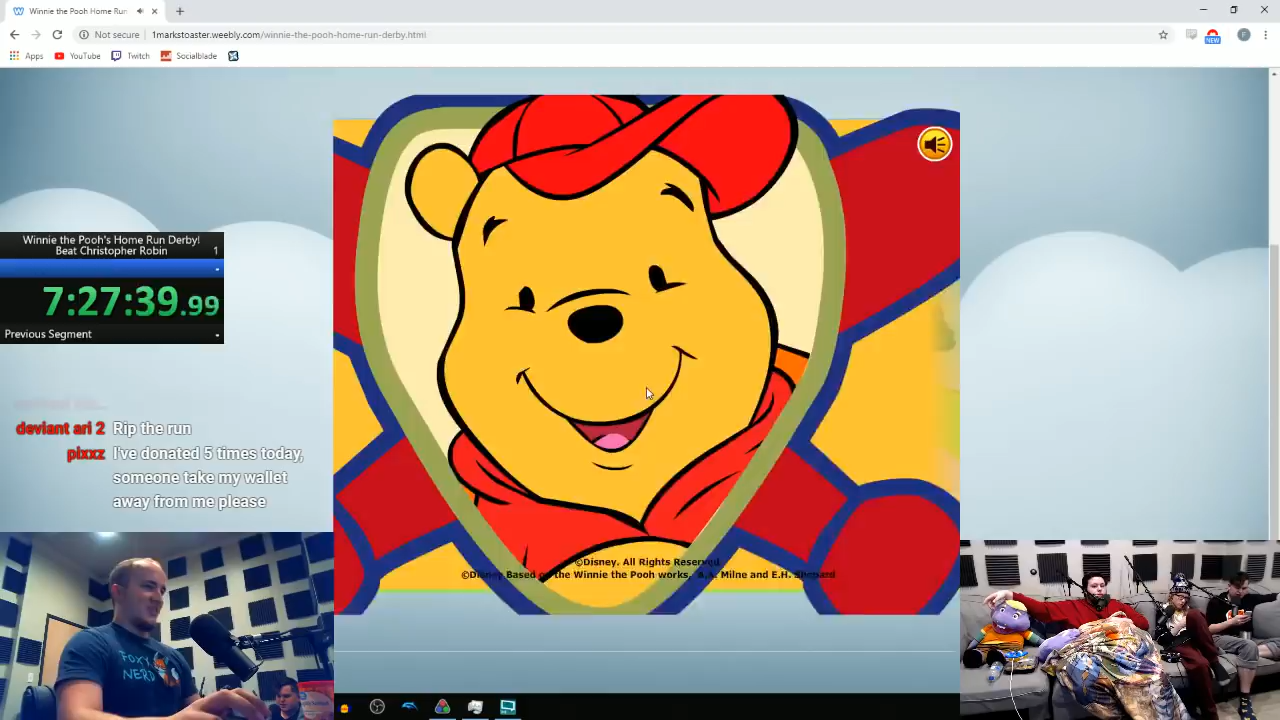 Winnie the Pooh Home Run
Not secure 1markstoaster.weebly.com/winnie-the-pooh-home-run-derby.html
NEW
F
Apps YouTube Twitch Socialblade
Winnie the Pooh's Home Run Derby!
Beat Christopher Robin 1
-
7:27:39.99
Previous Segment -
deviant ari 2 Rip the run
pixxz I've donated 5 times today,
someone take my wallet
away from me please
©Disney. All Rights Reserved
©Disney Based on the Winnie the Pooh works, A.A. Milne and E.H. Shepard
FOXY
NERD